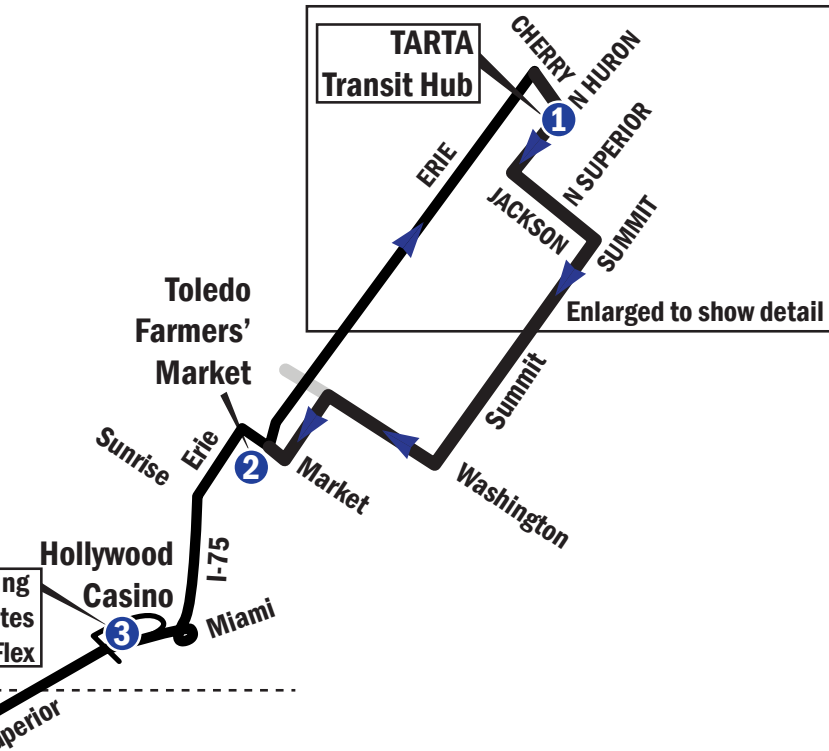 TARTA
Transit Hub
CHERRY
N HURON
1
N SUPERIOR
ERIE
JACKSON
SUMMIT
Enlarged to show detail
Toledo
Farmers’
Market
Summit
Sunrise
Erie
2
Market
Washington
I-75
Hollywood
Casino
Miami
3
Flex